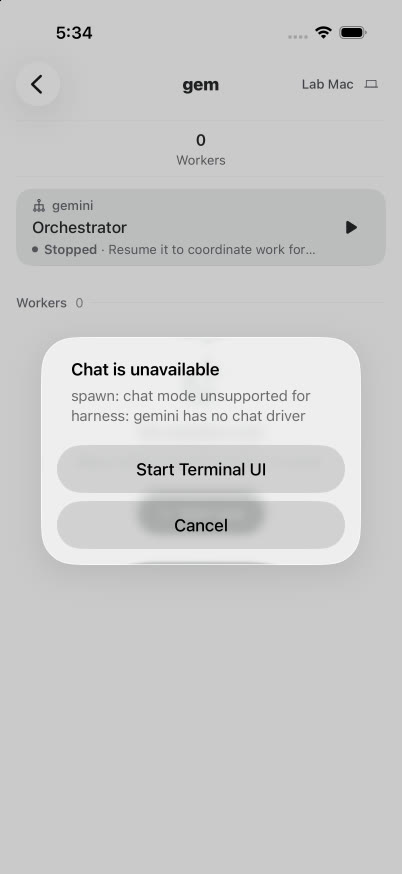 5:34
gem
Lab Mac
0
Workers
gemini
Orchestrator
Stopped · Resume it to coordinate work for...
Workers 0
Chat is unavailable
spawn: chat mode unsupported for
harness: gemini has no chat driver
Start Terminal UI
Cancel